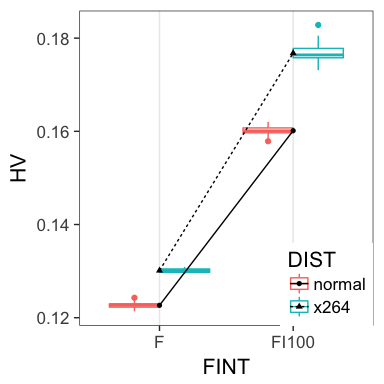 0.18
0.16
0.14
0.12
HV
F
FI100
FINT
DIST
normal
x264